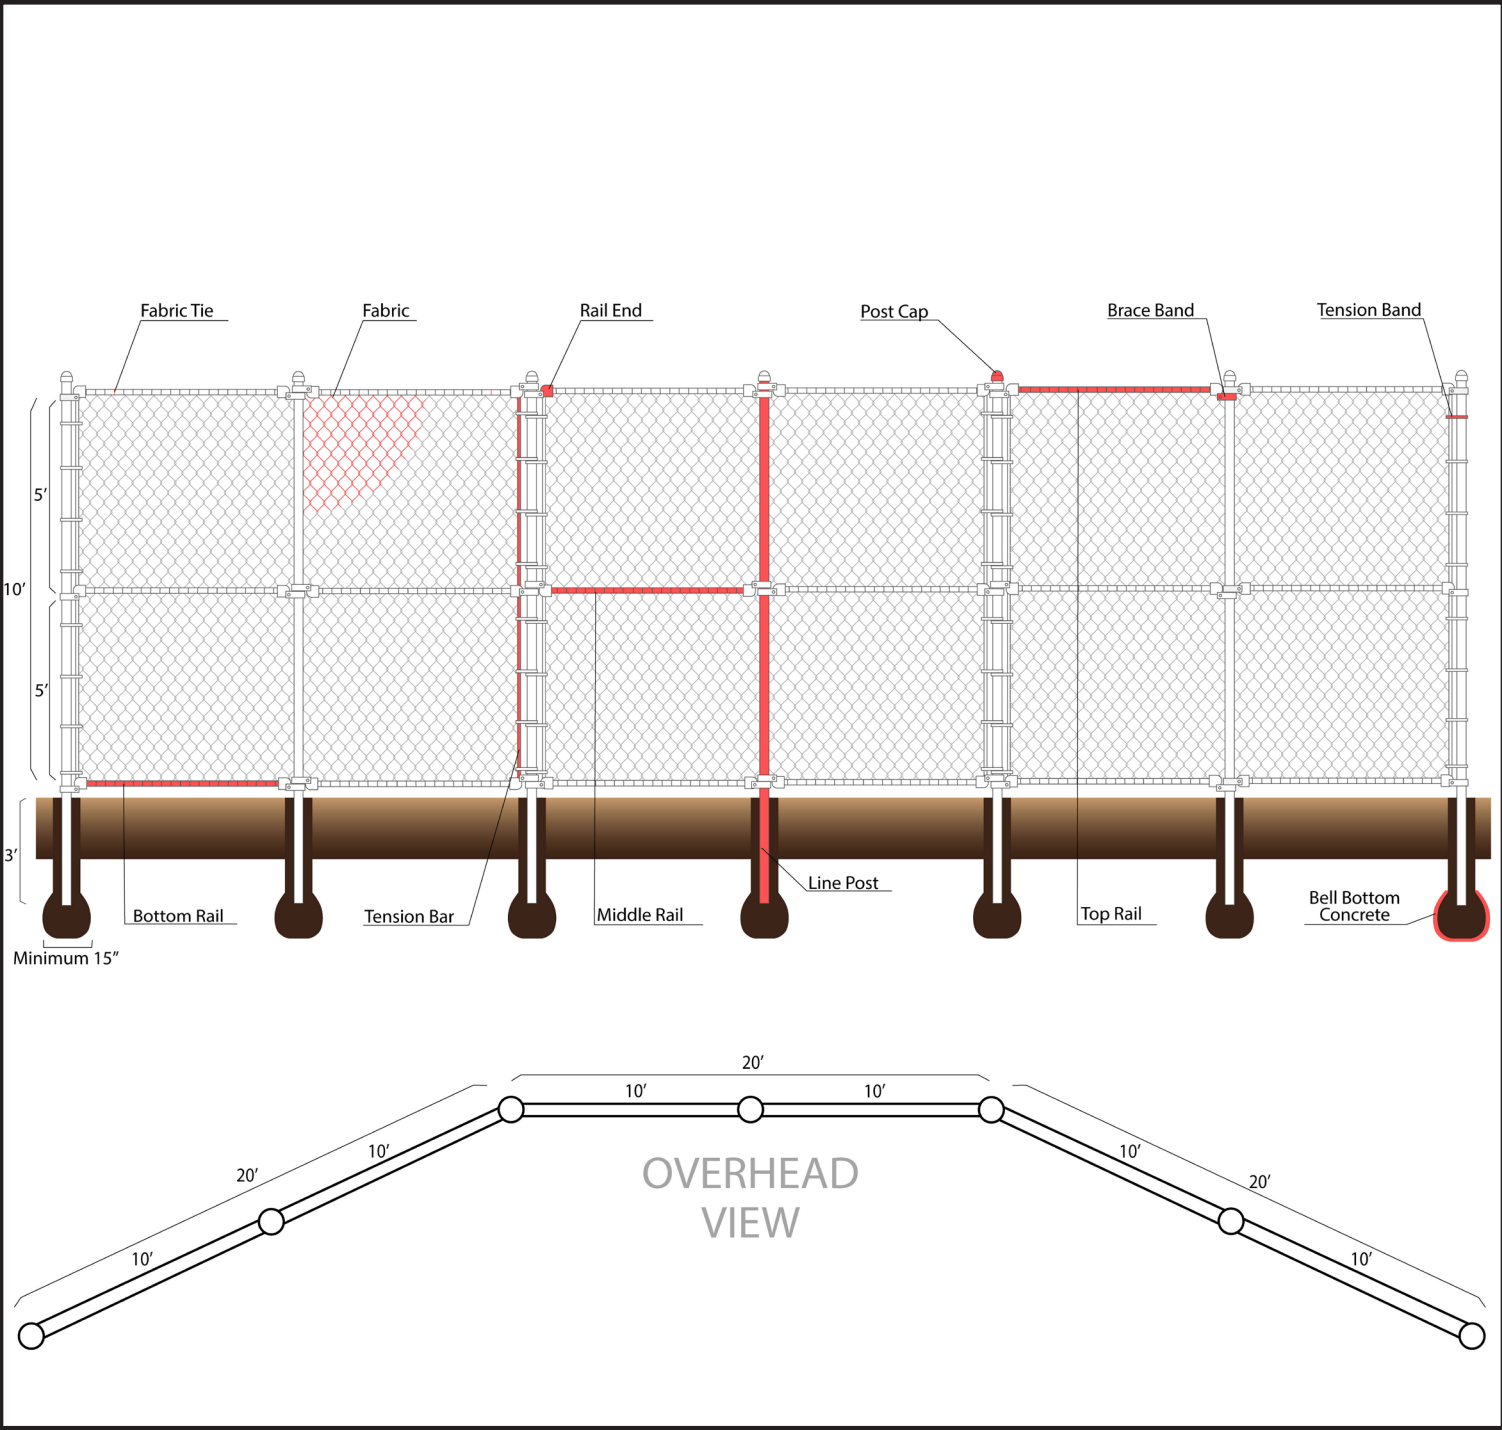 Fabric Tie
Fabric
Rail End
Post Cap
Brace Band
Tension Band
5’
10’
5’
3’
Line Post
Bottom Rail
Tension Bar
Middle Rail
Top Rail
Bell Bottom
Concrete
Minimum 15”
20’
10’
10’
10’
10’
20’
20’
10’
10’
OVERHEAD
VIEW